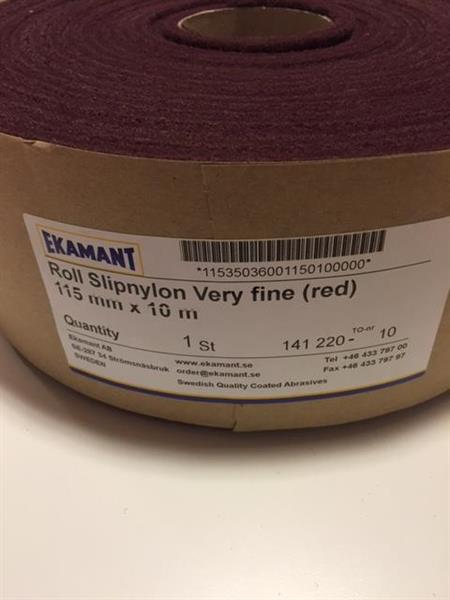 EKAMANT
*11535036001150100000*
Roll Slipnylon Very fine (red)
115 mm x 10 m
Quantity 1 St 141 220- TO-nr 10
Ekamant AB
SE-287 34 Strömsnäsbruk
SWEDEN
www.ekamant.se
order@ekamant.se
Tel +46 433 797 00
Fax +46 433 797 97
Swedish Quality Coated Abrasives